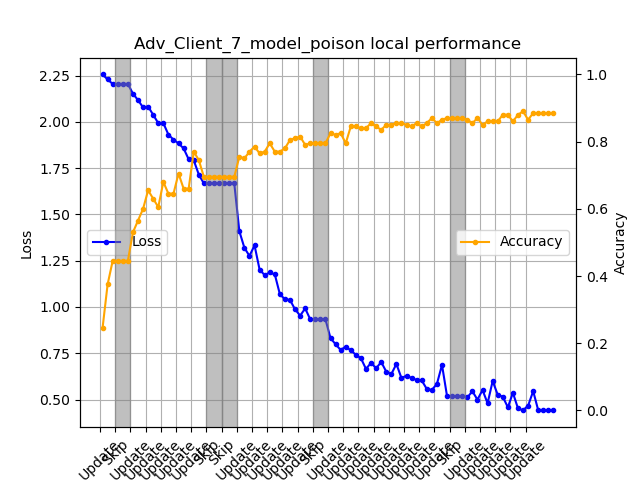 Adv_Client_7_model_poison local performance
2.25
2.00
1.75
1.50
1.25
1.00
0.75
0.50
Loss
Loss
Accuracy
1.0
0.8
0.6
0.4
0.2
0.0
Accuracy
Update
Skip
Update
Update
Update
Update
Update
Skip
Skip
Update
Update
Update
Update
Update
Skip
Update
Update
Update
Update
Update
Update
Update
Update
Skip
Update
Update
Update
Update
Update